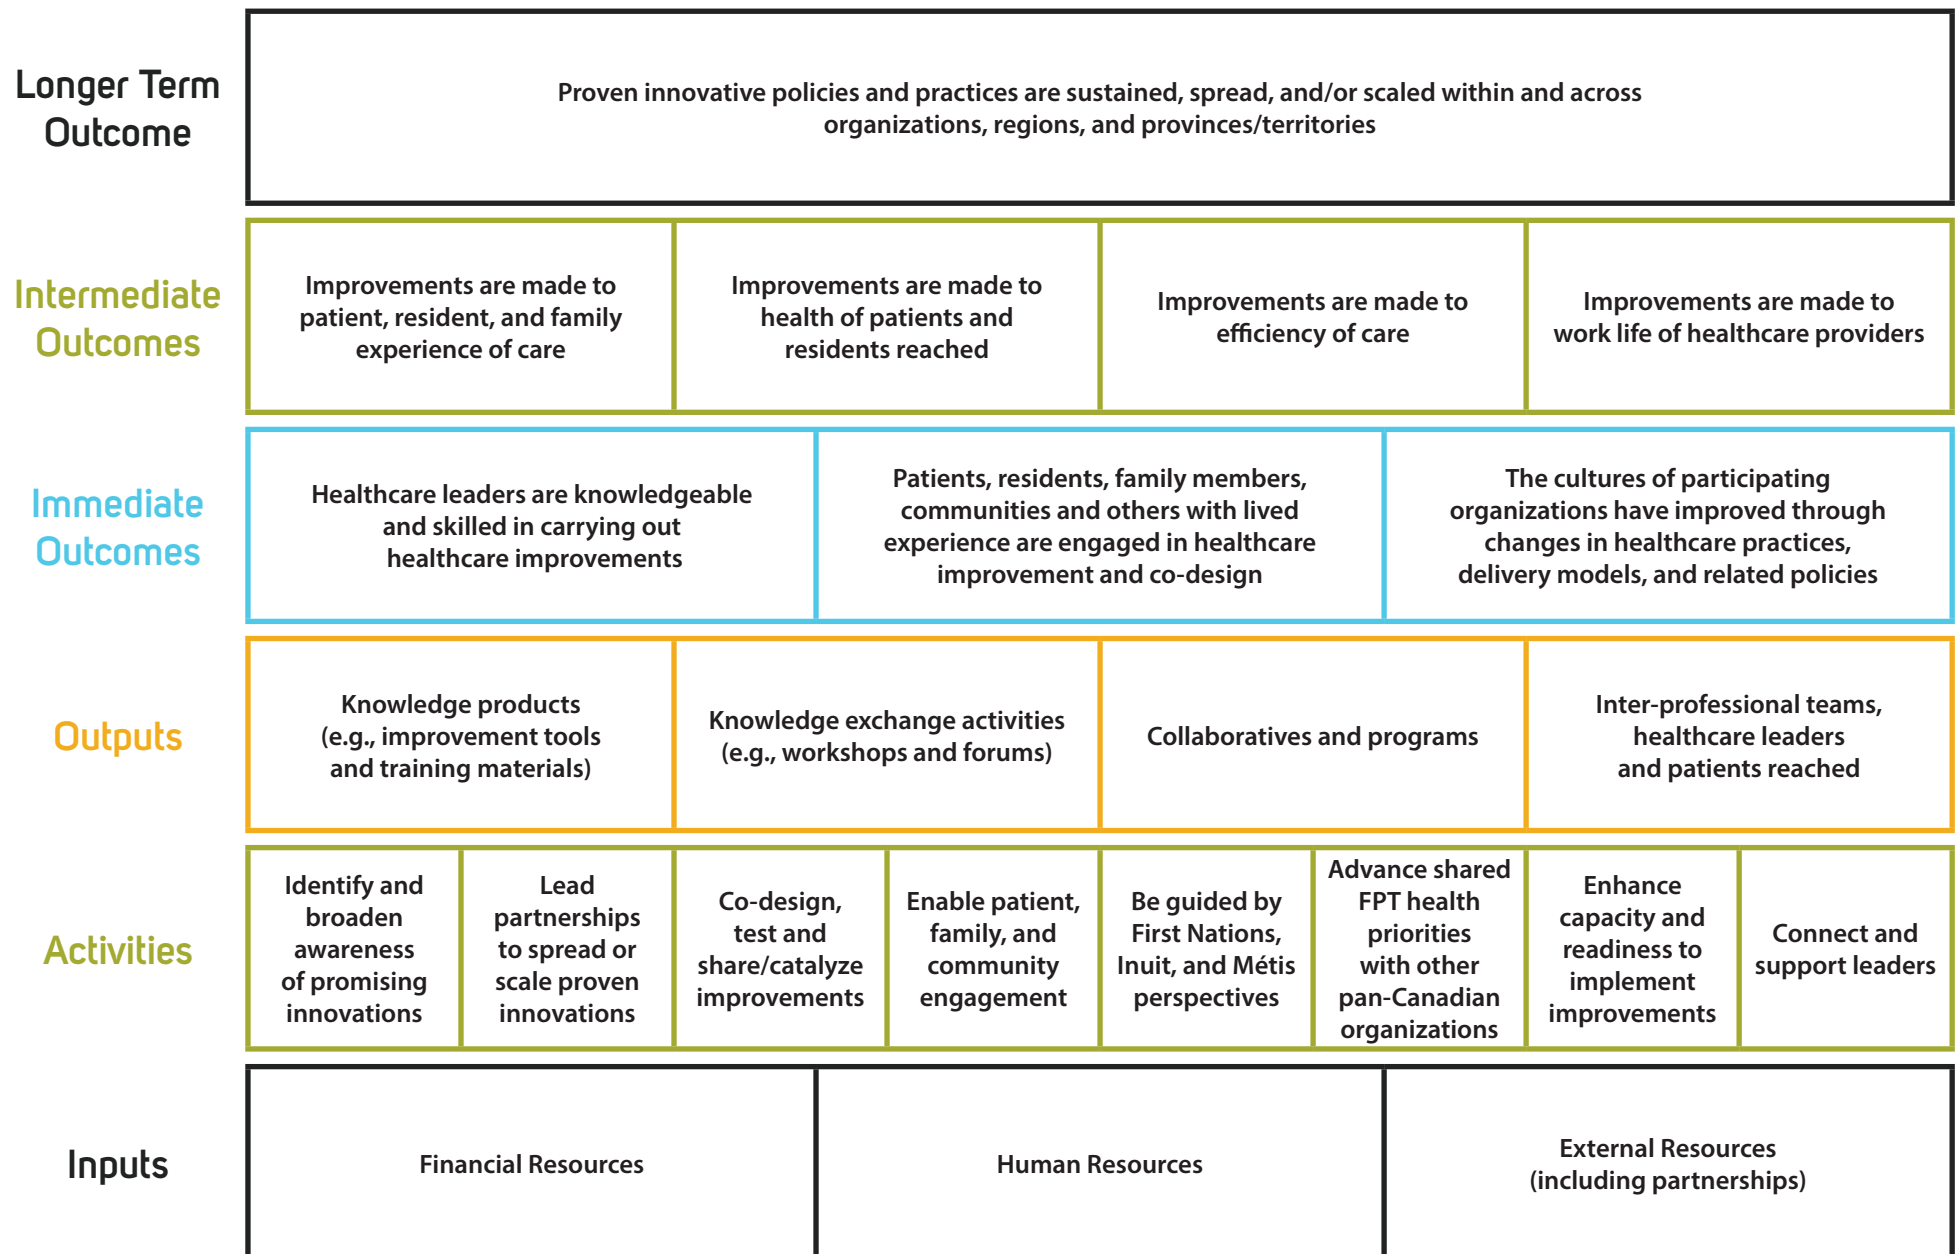 Longer Term
Outcome
Proven innovative policies and practices are sustained, spread, and/or scaled within and across
organizations, regions, and provinces/territories
Intermediate
Outcomes
Improvements are made to
patient, resident, and family
experience of care
Improvements are made to
health of patients and
residents reached
Improvements are made to
efficiency of care
Improvements are made to
work life of healthcare providers
Immediate
Outcomes
Healthcare leaders are knowledgeable
and skilled in carrying out
healthcare improvements
Patients, residents, family members,
communities and others with lived
experience are engaged in healthcare
improvement and co-design
The cultures of participating
organizations have improved through
changes in healthcare practices,
delivery models, and related policies
Outputs
Knowledge products
(e.g., improvement tools
and training materials)
Knowledge exchange activities
(e.g., workshops and forums)
Collaboratives and programs
Inter-professional teams,
healthcare leaders
and patients reached
Activities
Identify and
broaden
awareness
of promising
innovations
Lead
partnerships
to spread or
scale proven
innovations
Co-design,
test and
share/catalyze
improvements
Enable patient,
family, and
community
engagement
Be guided by
First Nations,
Inuit, and Métis
perspectives
Advance shared
FPT health
priorities
with other
pan-Canadian
organizations
Enhance
capacity and
readiness to
implement
improvements
Connect and
support leaders
Inputs
Financial Resources
Human Resources
External Resources
(including partnerships)